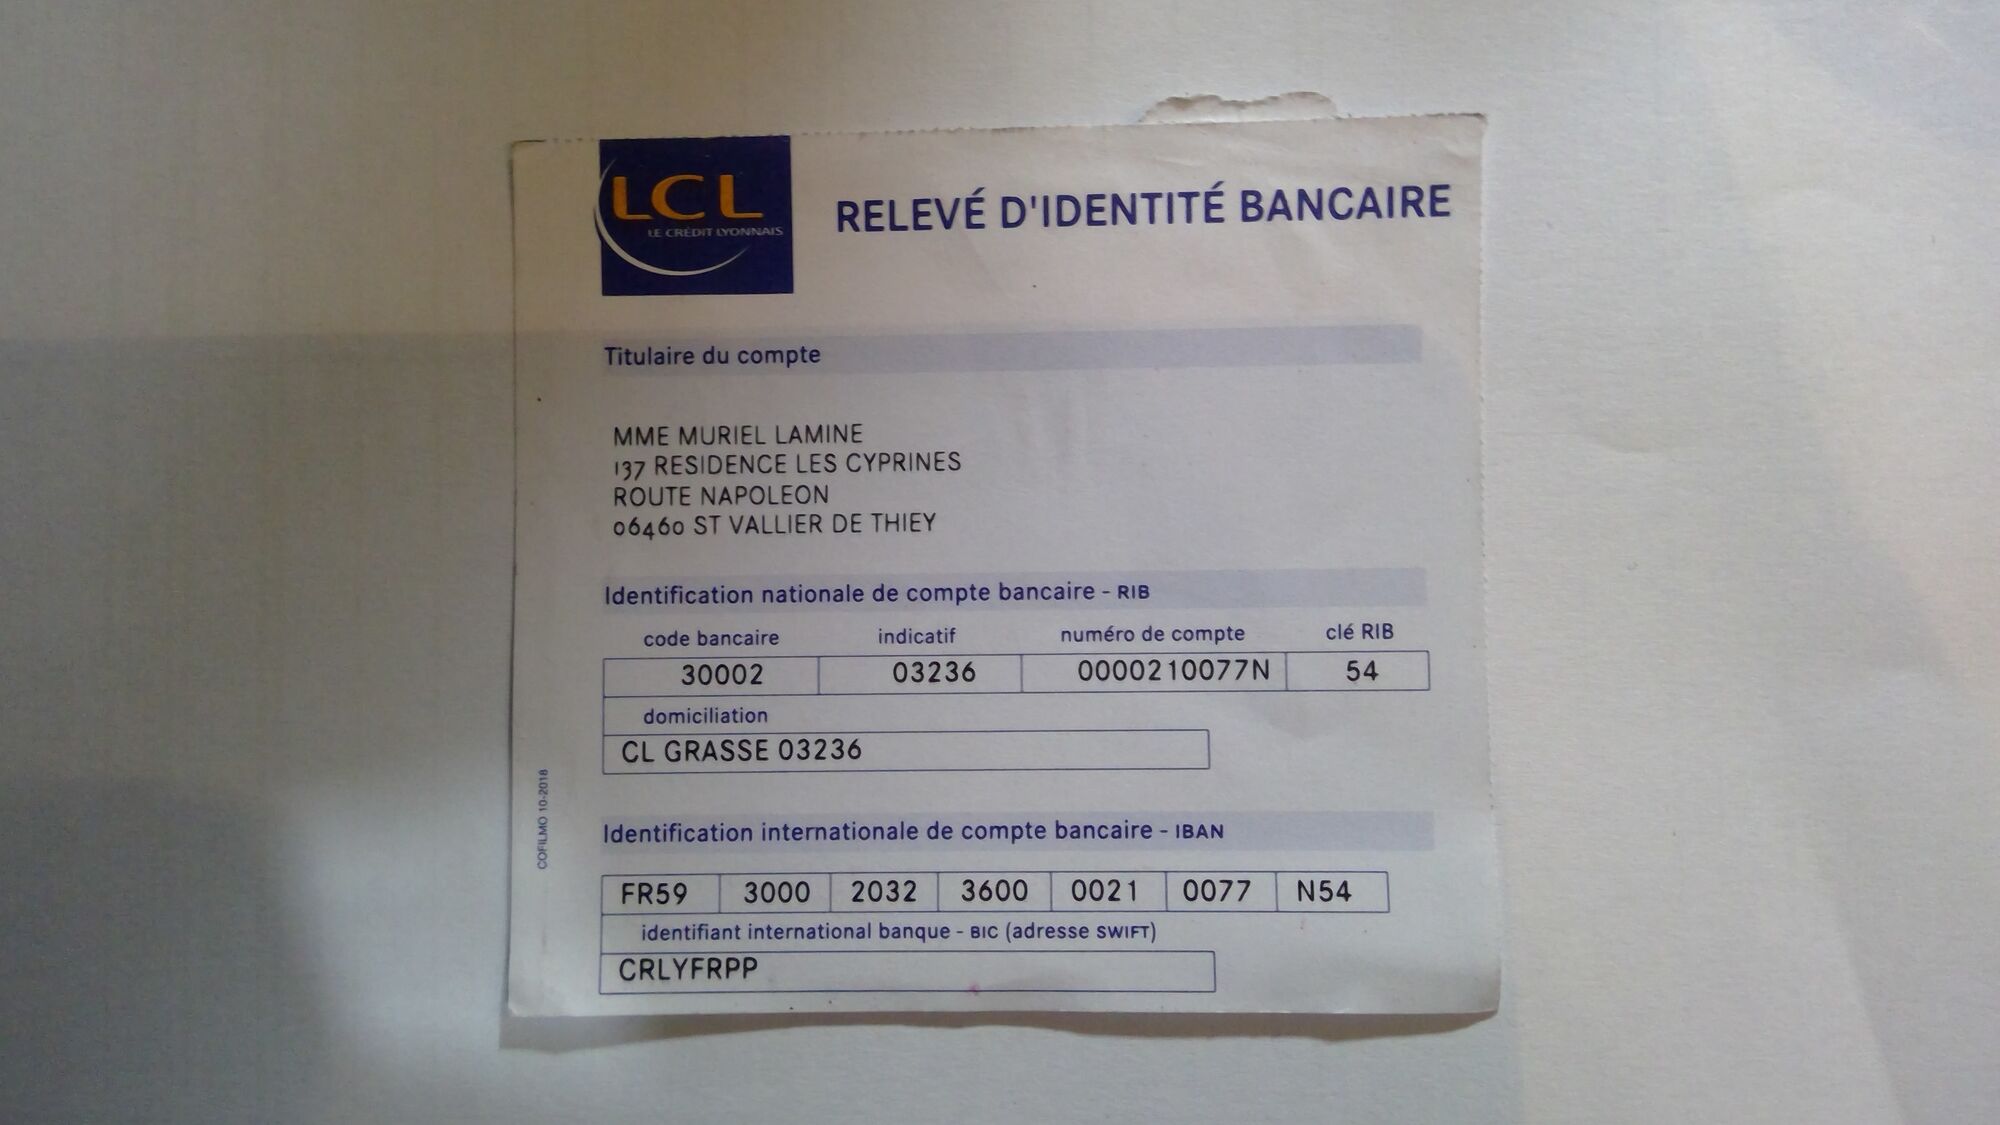 LCL
LE CRÉDIT LYONNAIS
RELEVÉ D'IDENTITÉ BANCAIRE
Titulaire du compte
MME MURIEL LAMINE
137 RESIDENCE LES CYPRINES
ROUTE NAPOLEON
06460 ST VALLIER DE THIEY
Identification nationale de compte bancaire - RIB
code bancaire indicatif numéro de compte clé RIB
30002 03236 0000210077N 54
domiciliation
CL GRASSE 03236
Identification internationale de compte bancaire - IBAN
FR59 3000 2032 3600 0021 0077 N54
identifiant international banque - BIC (adresse SWIFT)
CRLYFRPP
COFILMO 10-2018